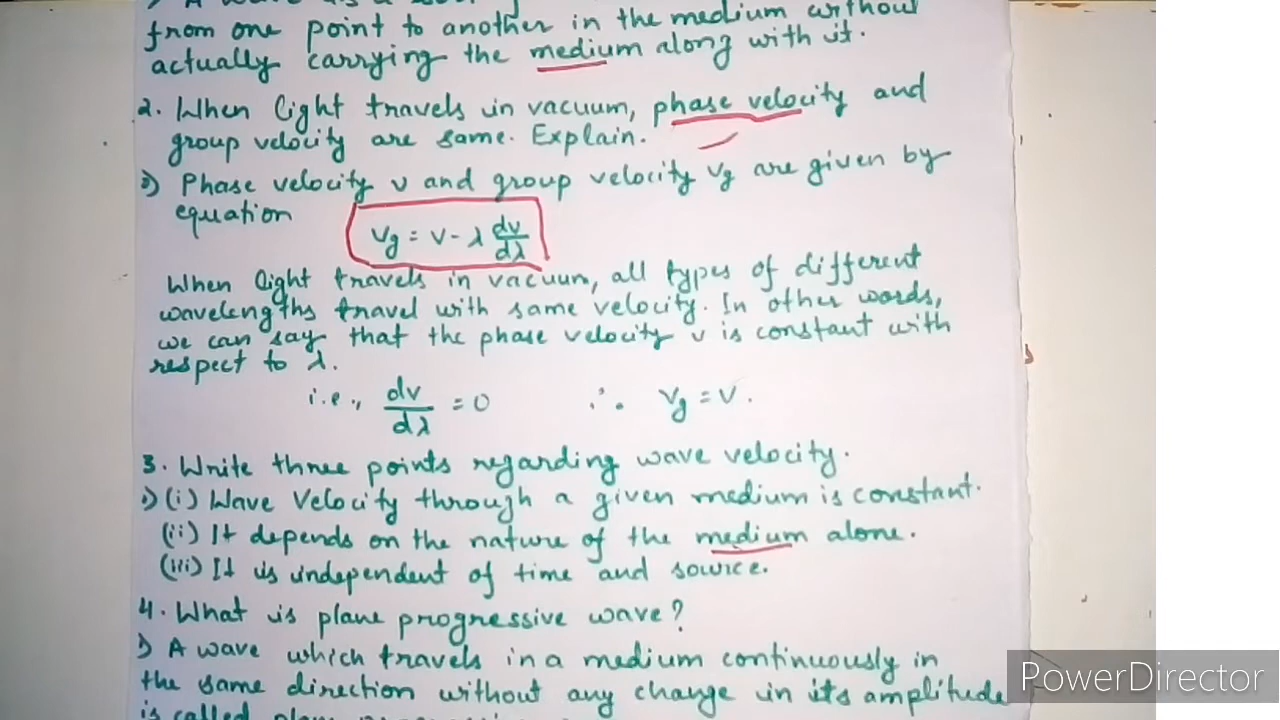 from one point to another in the medium without
actually carrying the medium along with it.
2. When light travels in vacuum, phase velocity and
group velocity are same. Explain.
Phase velocity v and group velocity Vg are given by
equation
Vg = V - λ dv/dλ
When light travels in vacuum, all types of different
wavelengths travel with same velocity. In other words,
we can say that the phase velocity v is constant with
respect to λ.
i.e., dv/dλ = 0 ∴ Vg = V.
3. Write three points regarding wave velocity.
(i) Wave Velocity through a given medium is constant.
(ii) It depends on the nature of the medium alone.
(iii) It is independent of time and source.
4. What is plane progressive wave?
A wave which travels in a medium continuously in
the same direction without any change in its amplitude
is called
PowerDirector